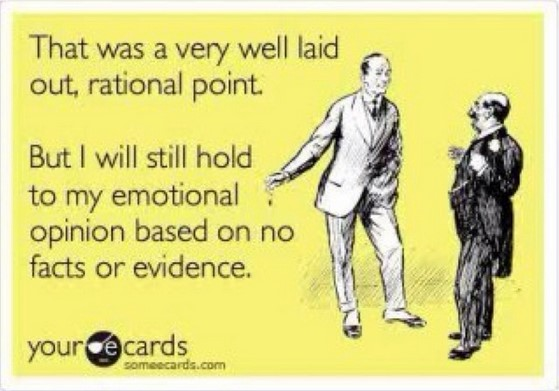 That was a very well laid
out, rational point.
But I will still hold
to my emotional
opinion based on no
facts or evidence.
your e cards
someecards.com